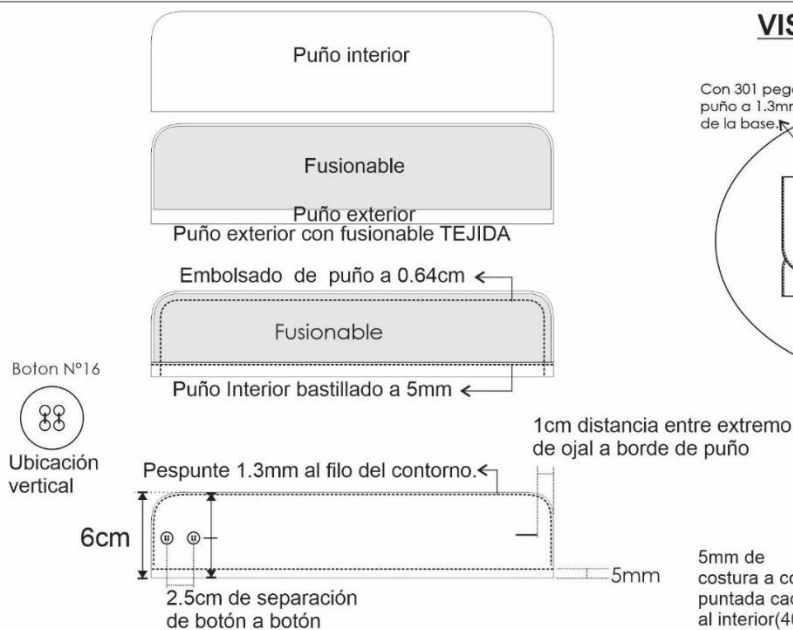 Puño interior
VIS
Con 301 peg
puño a 1.3mm
de la base.
Fusionable
Puño exterior
Puño exterior con fusionable TEJIDA
Embolsado de puño a 0.64cm
Fusionable
Boton N°16
Puño Interior bastillado a 5mm
Ubicación
vertical
1cm distancia entre extremo
de ojal a borde de puño
Pespunte 1.3mm al filo del contorno.
6cm
5mm
2.5cm de separación
de botón a botón
5mm de
costura a co
puntada cad
al interior(40